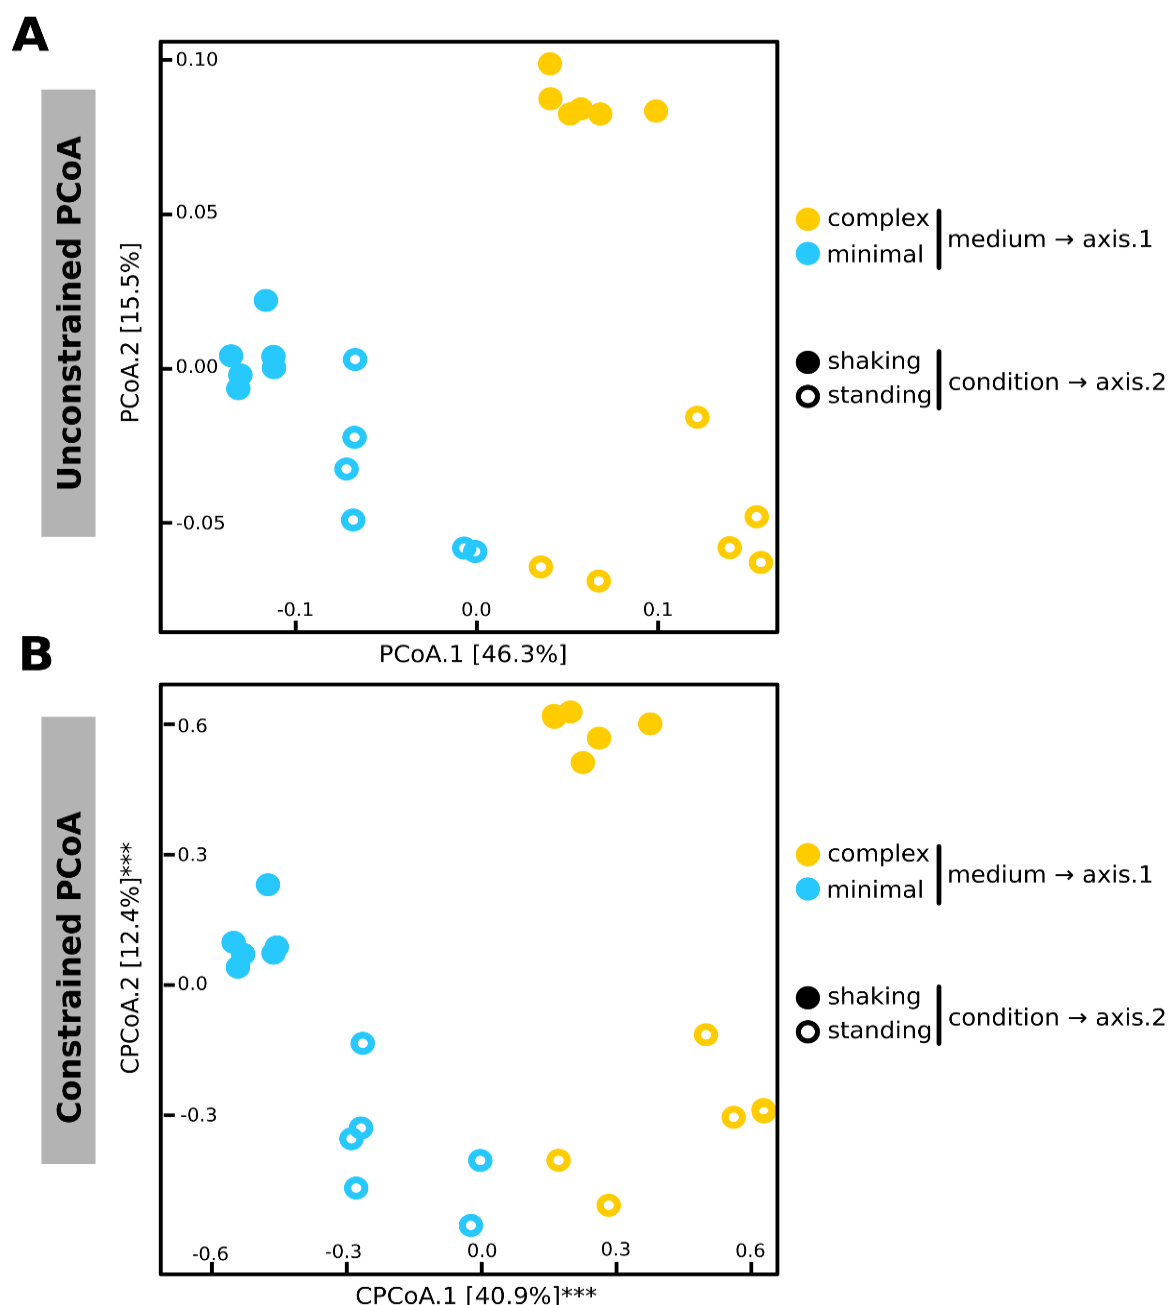 A
Unconstrained PCoA
PCoA.2 [15.5%]
0.10
0.05
0.00
-0.05
-0.1
0.0
0.1
PCoA.1 [46.3%]
complex
minimal
medium → axis.1
shaking
standing
condition → axis.2
B
Constrained PCoA
CPCoA.2 [12.4%]***
0.6
0.3
0.0
-0.3
-0.6
-0.3
0.0
0.3
0.6
CPCoA.1 [40.9%]***
complex
minimal
medium → axis.1
shaking
standing
condition → axis.2